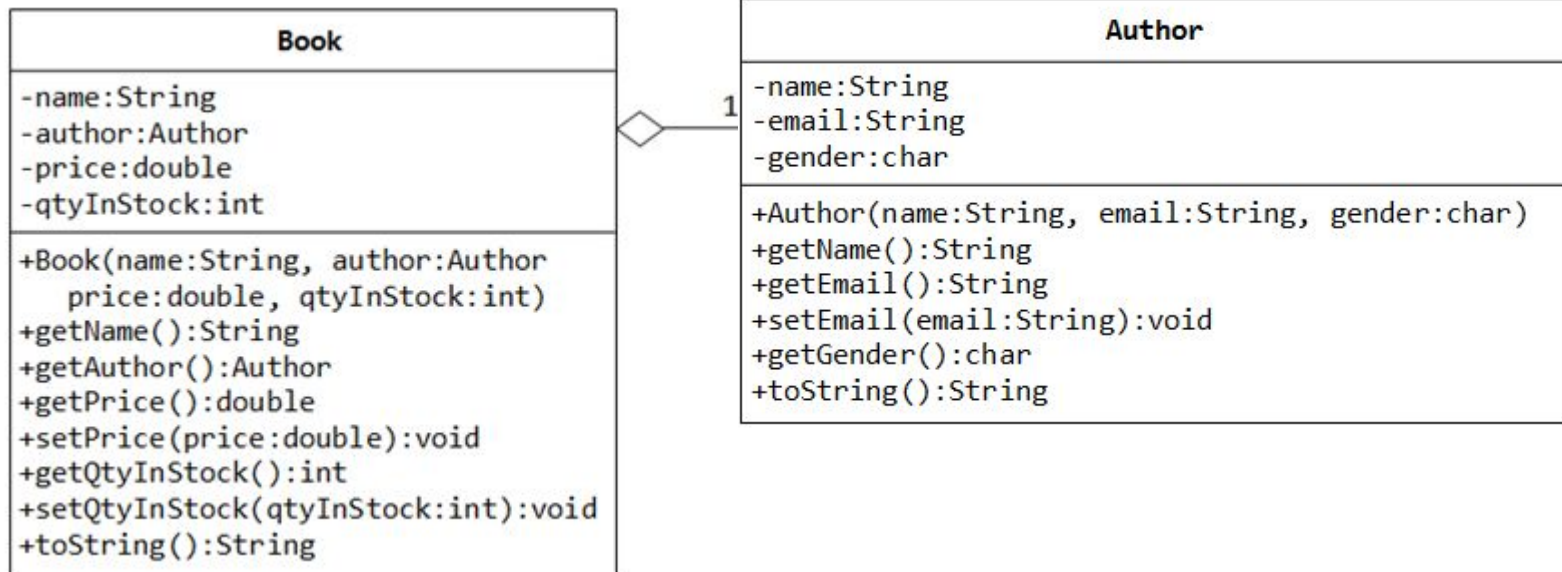 Book
-name:String
-author:Author
-price:double
-qtyInStock:int
+Book(name:String, author:Author
price:double, qtyInStock:int)
+getName():String
+getAuthor():Author
+getPrice():double
+setPrice(price:double):void
+getQtyInStock():int
+setQtyInStock(qtyInStock:int):void
+toString():String
1
Author
-name:String
-email:String
-gender:char
+Author(name:String, email:String, gender:char)
+getName():String
+getEmail():String
+setEmail(email:String):void
+getGender():char
+toString():String